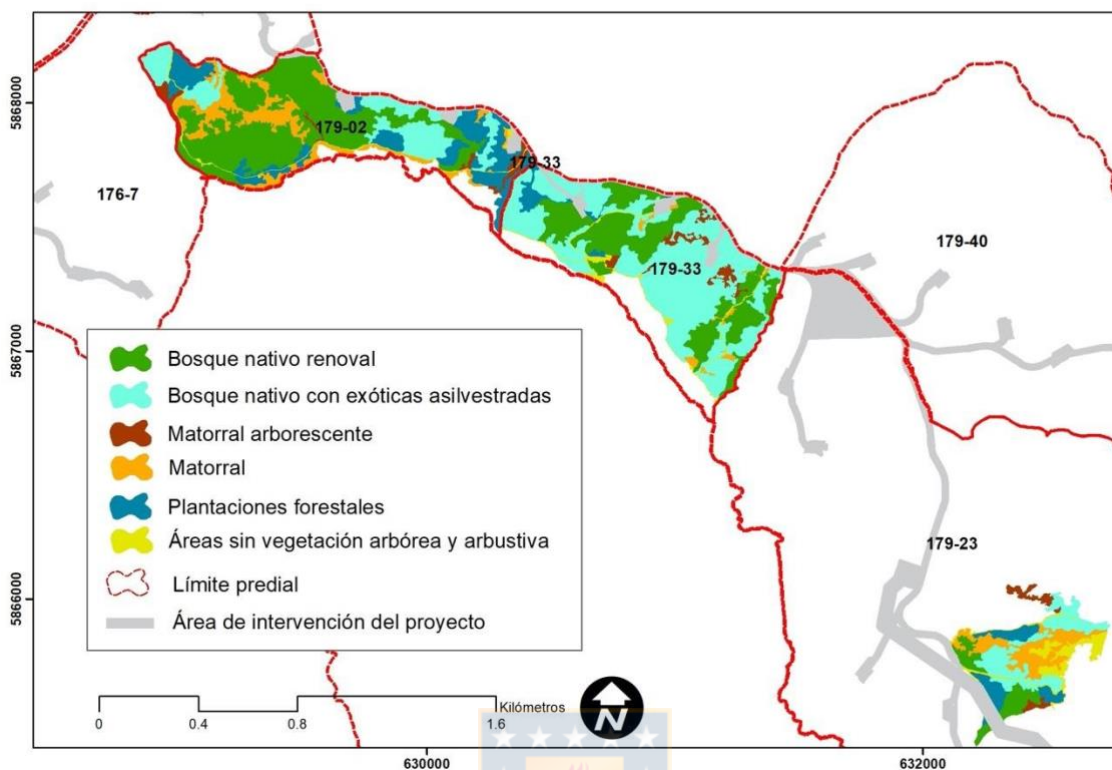 5868000
179-02
179-33
176-7
179-40
179-33
5867000
Bosque nativo renoval
Bosque nativo con exóticas asilvestradas
Matorral arborescente
Matorral
Plantaciones forestales
Áreas sin vegetación arbórea y arbustiva
Límite predial
Área de intervención del proyecto
179-23
5866000
Kilómetros
0 0.4 0.8 1.6
N
630000 632000